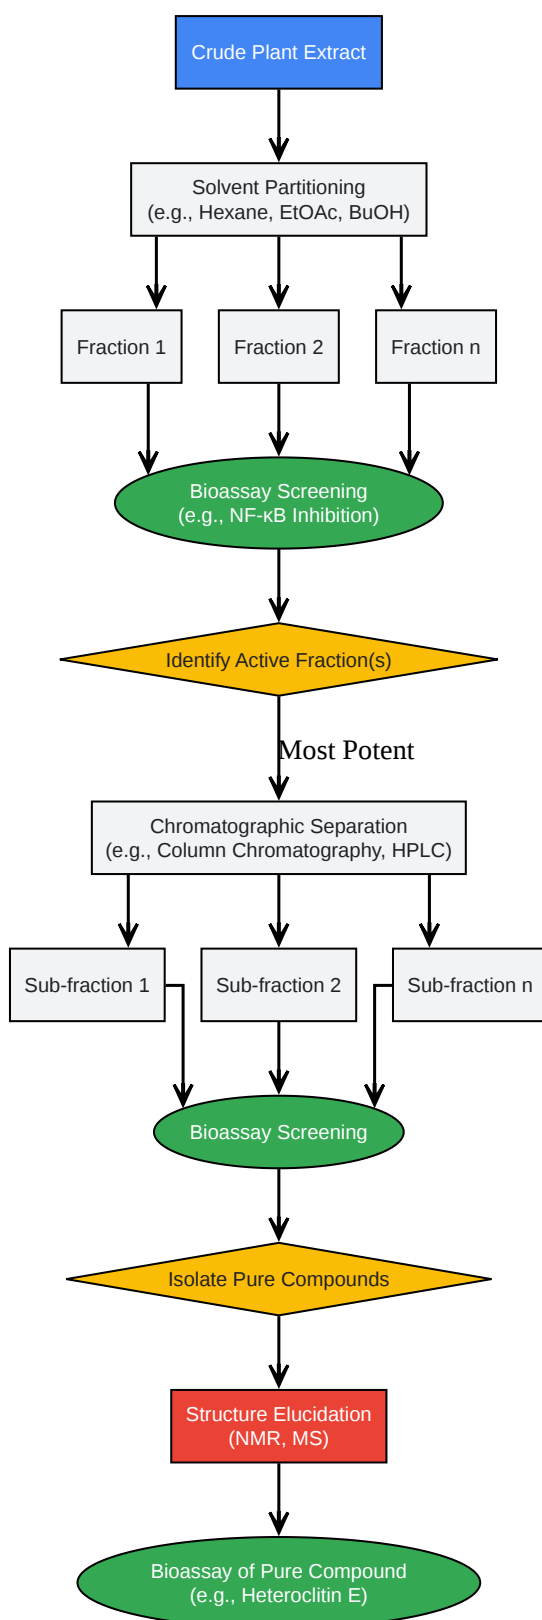 Crude Plant Extract
Solvent Partitioning
(e.g., Hexane, EtOAc, BuOH)
Fraction 1
Fraction 2
Fraction n
Bioassay Screening
(e.g., NF-κB Inhibition)
Identify Active Fraction(s)
Most Potent
Chromatographic Separation
(e.g., Column Chromatography, HPLC)
Sub-fraction 1
Sub-fraction 2
Sub-fraction n
Bioassay Screening
Isolate Pure Compounds
Structure Elucidation
(NMR, MS)
Bioassay of Pure Compound
(e.g., Heteroclitin E)